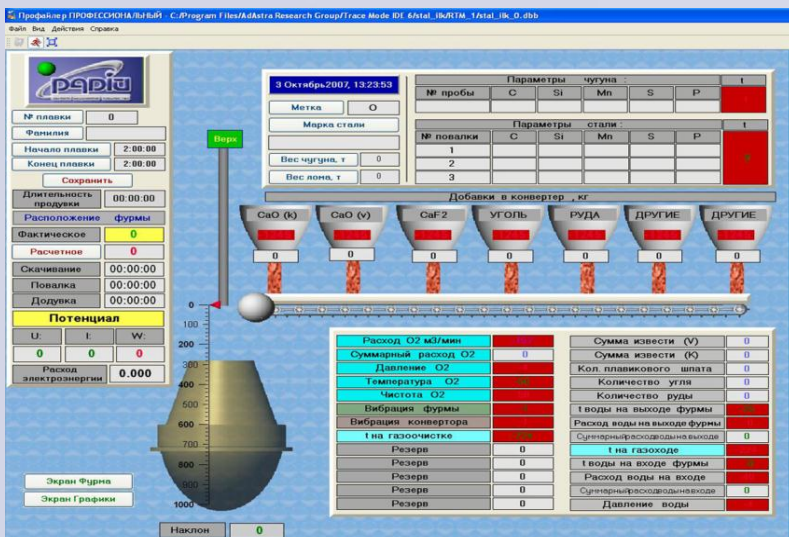 Профайлер ПРОФЕССИОНАЛЬНЫЙ - C:/Program Files/AdAstra Research Group/Trace Mode IDE 6/stal_ilk/RTM_1/stal_ilk_0.dbb
Файл Вид Действия Справка
раріu
№ плавки 0
Фамилия
Начало плавки 2:00:00
Конец плавки 2:00:00
Сохранить
Длительность продувки 00:00:00
Расположение фурмы
Фактическое 0
Расчетное 0
Скачивание 00:00:00
Повалка 00:00:00
Додувка 00:00:00
Потенциал
U: I: W:
0 0 0
Расход электроэнергии 0.000
Экран Фурма
Экран Графики
Верх
3 Октябрь2007, 13:23:53
Метка О
Марка стали
Вес чугуна, т 0
Вес лома, т 0
Параметры чугуна : t
№ пробы C Si Mn S P
Параметры стали : t
№ повалки C Si Mn S P
1
2
3
Добавки в конвертер , кг
CaO (k) CaO (v) CaF2 УГОЛЬ РУДА ДРУГИЕ ДРУГИЕ
0 0 0 0 0 0 0
0
100
200
300
400
500
600
700
800
900
1000
Наклон 0
Расход O2 м3/мин
Суммарный расход O2 0
Давление O2
Температура O2
Чистота O2
Вибрация фурмы
Вибрация конвертора
t на газоочистке
Резерв 0
Резерв 0
Резерв 0
Резерв 0
Резерв 0
Сумма извести (V) 0
Сумма извести (K) 0
Кол. плавикового шпата 0
Количество угля 0
Количество руды 0
t воды на выходе фурмы
Расход воды на выходе фурмы
Суммарныйрасходводынавыходе 0
t на газоходе
t воды на входе фурмы
Расход воды на входе
Суммарныйрасходводынавходе 0
Давление воды